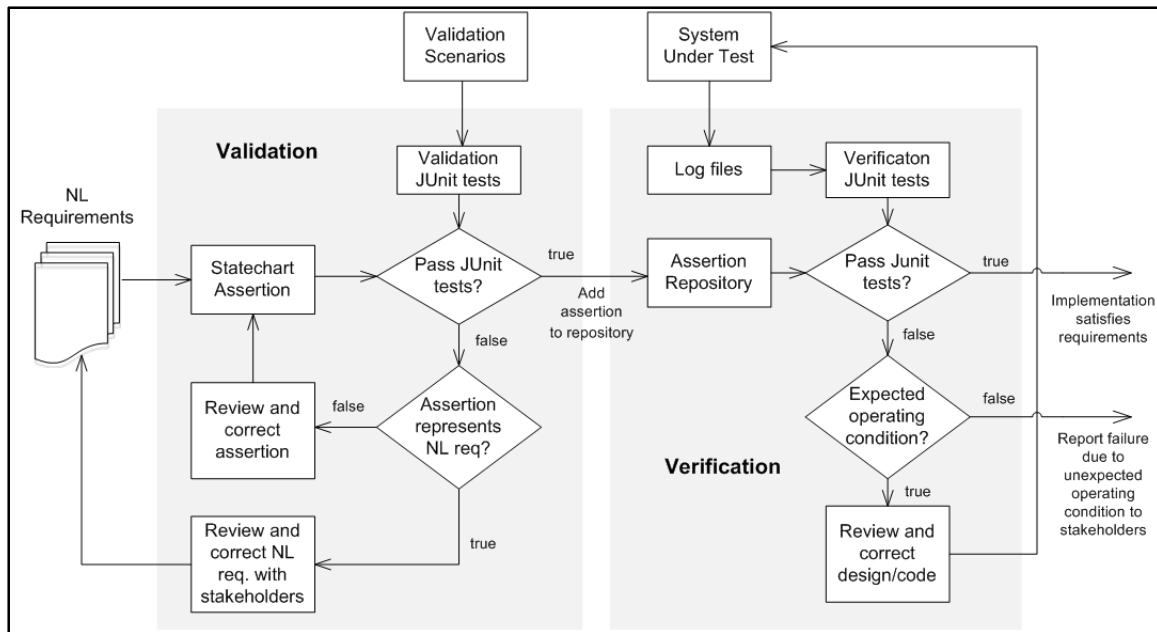 Validation
Scenarios
System
Under Test
Validation
Validation
JUnit tests
Log files
Verificaton
JUnit tests
NL
Requirements
Statechart
Assertion
Pass JUnit
tests?
true
Add
assertion
to repository
Assertion
Repository
Pass Junit
tests?
true
Implementation
satisfies
requirements
false
false
Review and
correct
assertion
false
Assertion
represents
NL req?
Expected
operating
condition?
false
Report failure
due to
unexpected
operating
condition to
stakeholders
Verification
true
true
Review and
correct NL
req. with
stakeholders
Review and
correct
design/code